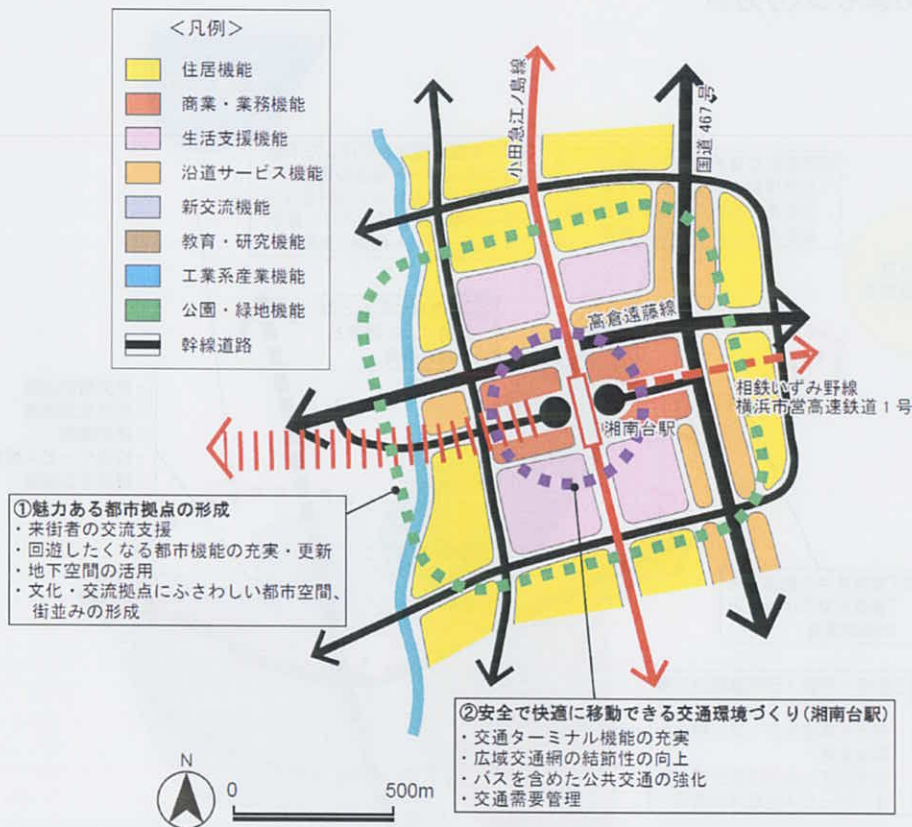 <凡例>
住居機能
商業・業務機能
生活支援機能
沿道サービス機能
新交流機能
教育・研究機能
工業系産業機能
公園・緑地機能
幹線道路
小田急江ノ島線
国道467号
高倉遠藤線
相鉄いずみ野線
横浜市営高速鉄道1号
湘南台駅
①魅力ある都市拠点の形成
・来街者の交流支援
・回遊したくなる都市機能の充実・更新
・地下空間の活用
・文化・交流拠点にふさわしい都市空間、
街並みの形成
②安全で快適に移動できる交通環境づくり(湘南台駅)
・交通ターミナル機能の充実
・広域交通網の結節性の向上
・バスを含めた公共交通の強化
・交通需要管理
N
0 500m